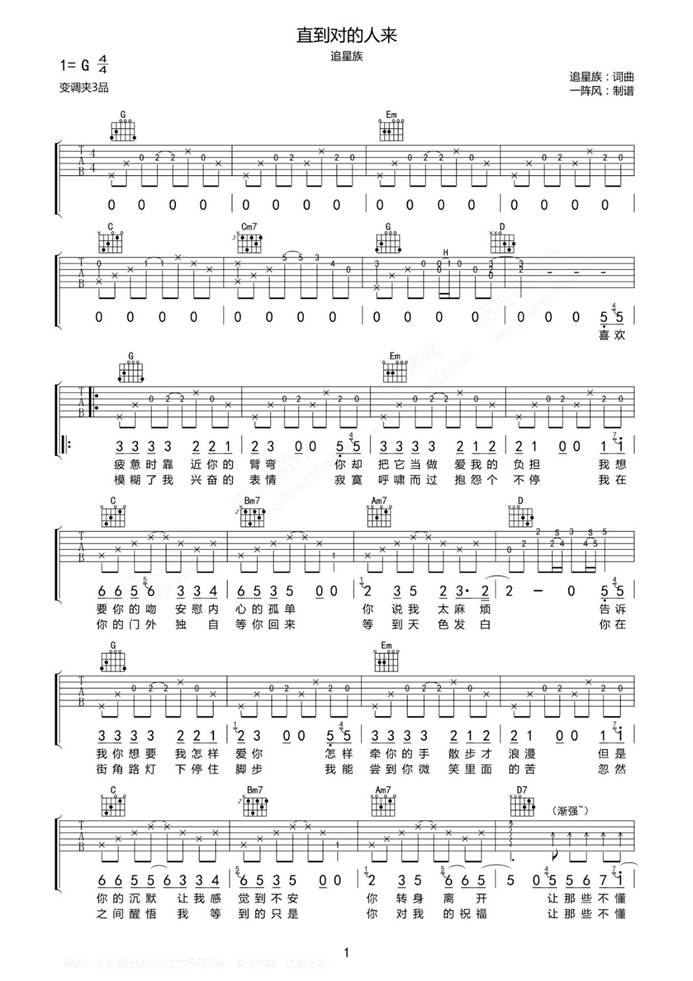 直到对的人来
追星族
1= G 4/4
变调夹3品
追星族：词曲
一阵风：制谱
G Em
T A B 4 4
0 0 0 0 0 0 0 0 0 0 0 0 0 0 0 0
C Cm7 G D
H
0 0 0 0 0 0 0 0 0 0 0 0 0 0 0 5 5
喜欢
G Em
3 3 3 3 2 2 1 2 3 0 0 5 5 3 3 3 3 2 1 2 2 1 0 0 1 1
疲惫时靠 近你的 臂弯 你却 把它当做 爱我的 负担 我想
模糊了我 兴奋的 表情 寂寞 呼啸而过 抱怨个 不停 我在
C Bm7 Am7 D
S S
6 6 5 6 3 3 4 6 5 3 5 0 0 2 3 5 5 2 3· 2 2 - 0 5 5
要你的吻 安慰内 心的孤单 你 说我 太麻烦 告诉
你的门外 独自 等你回来 等 到天 色发白 你在
G Em
3 3 3 3 2 2 1 2 3 0 0 5 5 3 3 3 3 2 1 2 2 1 0 0 1 1
我你想要 我怎样 爱你 怎样 牵你的手 散步才 浪漫 但是
街角路灯 下停住 脚步 我能 尝到你微 笑里面 的苦 忽然
C Bm7 Am7 D7
(渐强~)
6 6 5 6 3 3 4 6 5 3 5 0 0 2 3 5 6 1 5 5 0 5 5 6 7 1
你的沉默 让我感 觉到不安 你 转身 离开 让那些不懂
之间醒悟 我等 到的只是 你 对我 的祝福 让那些不懂
1